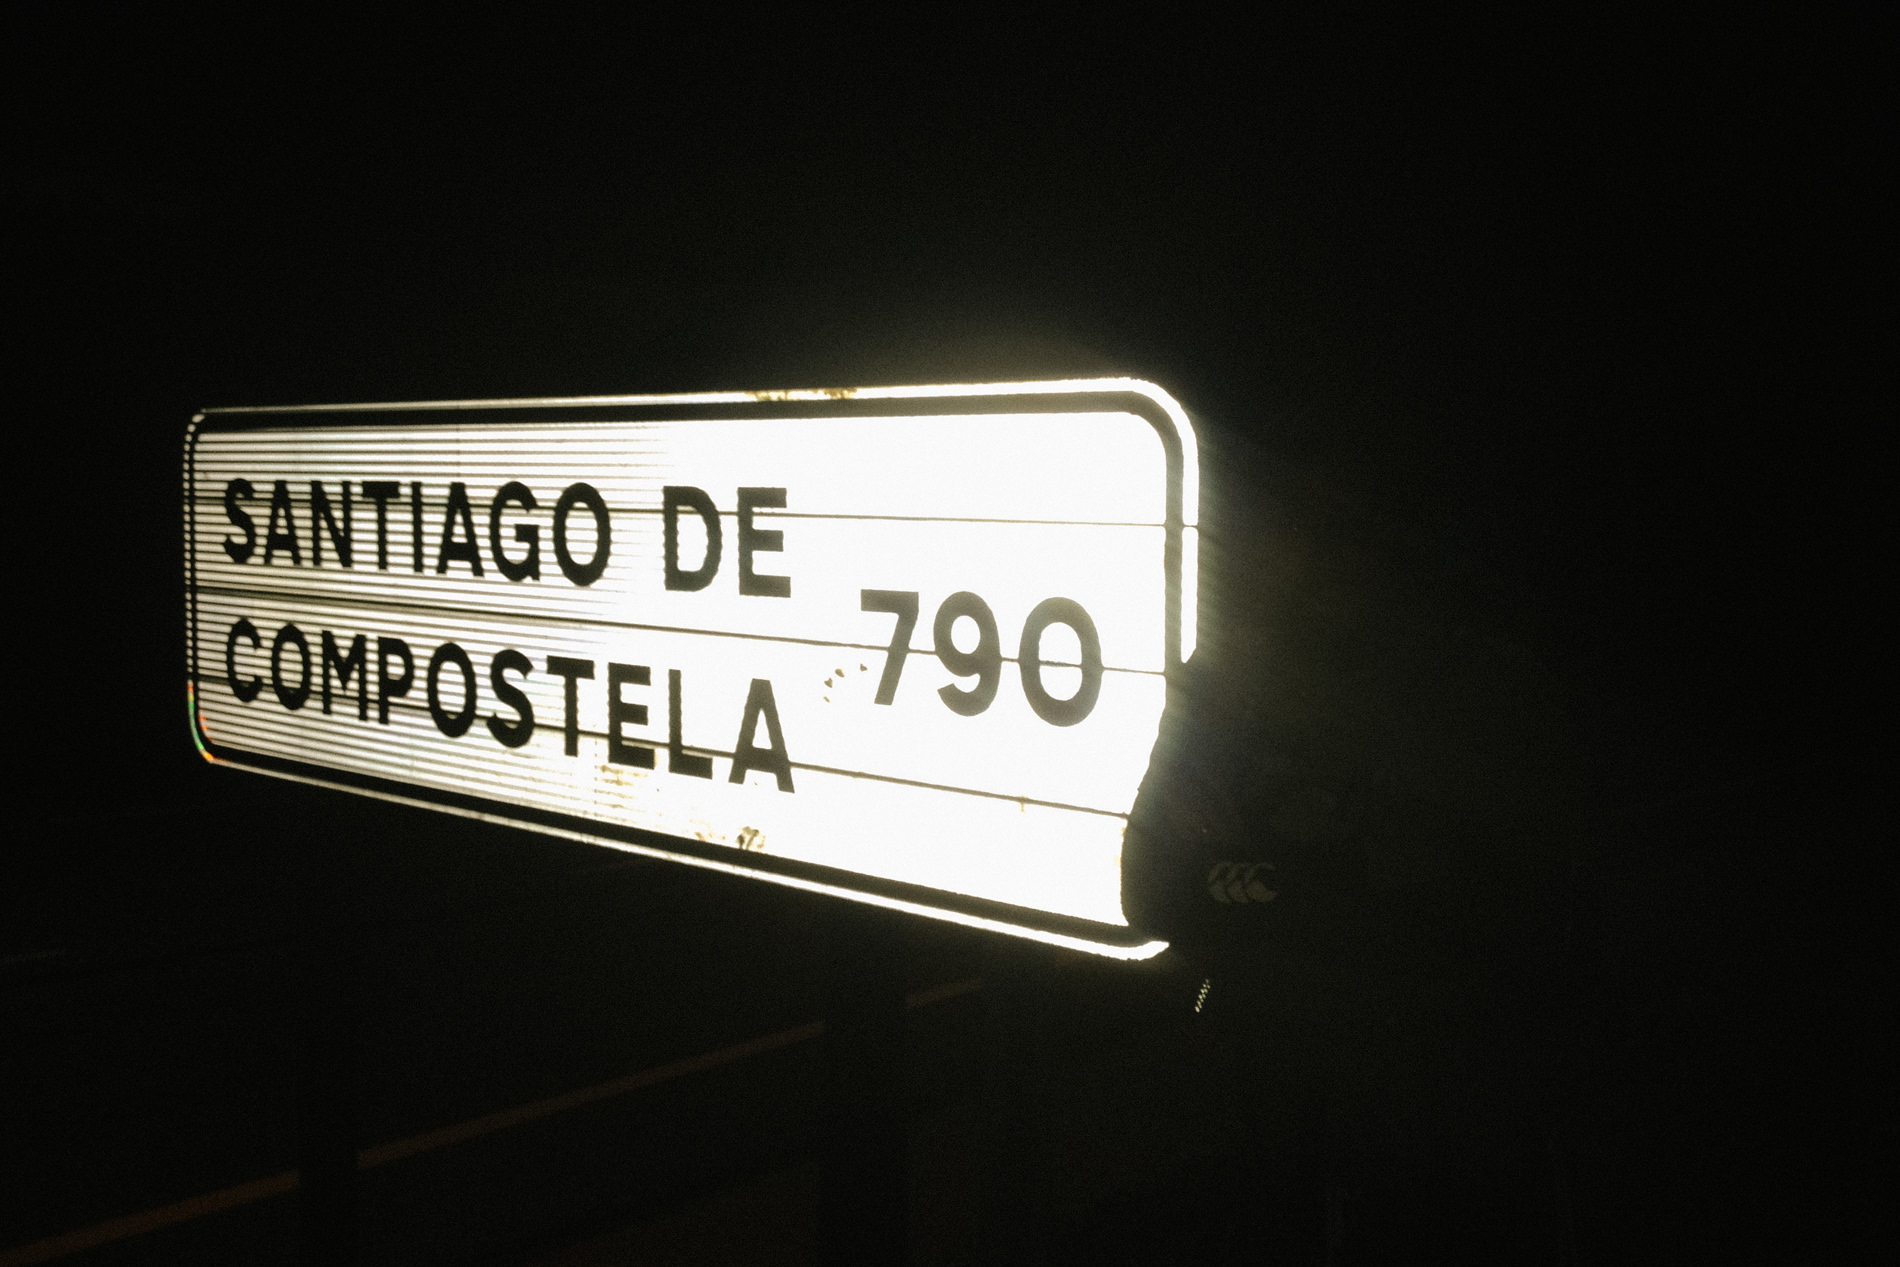 SANTIAGO DE
COMPOSTELA
790